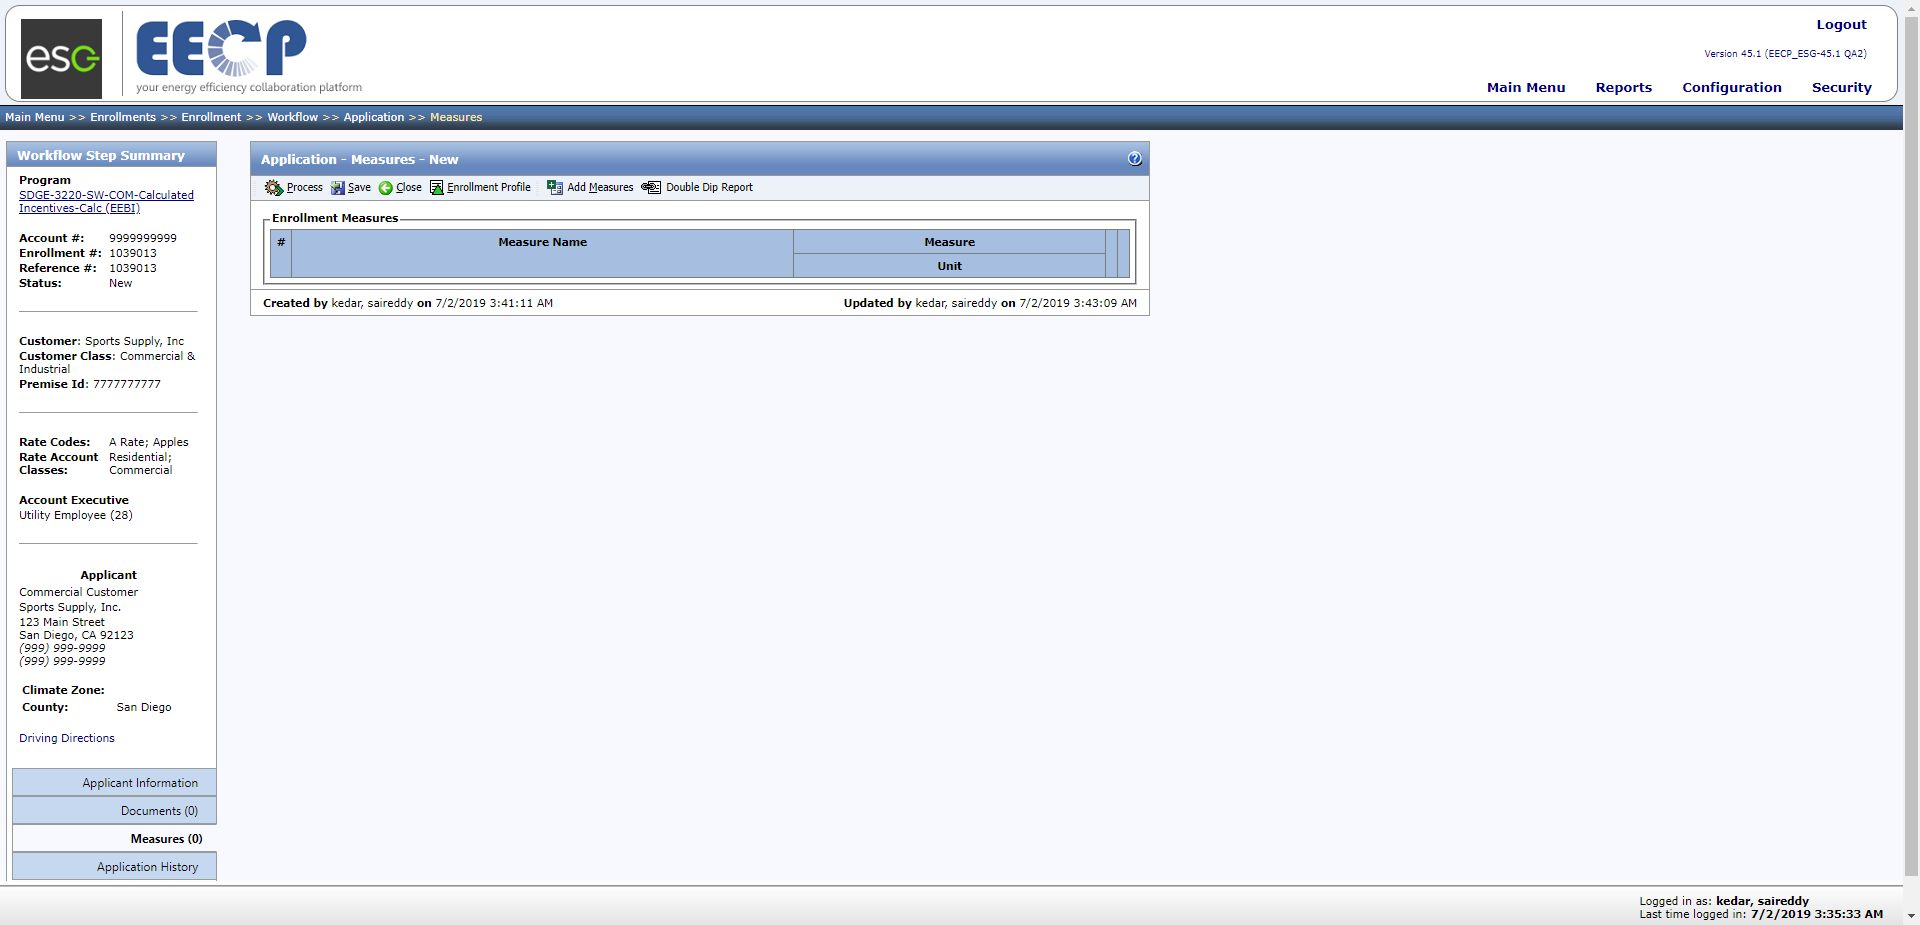 esc
EECP
your energy efficiency collaboration platform
Logout
Version 45.1 (EECP_ESG-45.1 QA2)
Main Menu Reports Configuration Security
Main Menu >> Enrollments >> Enrollment >> Workflow >> Application >> Measures
Workflow Step Summary
Program
SDGE-3220-SW-COM-Calculated
Incentives-Calc (EEBI)
Account #: 9999999999
Enrollment #: 1039013
Reference #: 1039013
Status: New
Customer: Sports Supply, Inc
Customer Class: Commercial &
Industrial
Premise Id: 7777777777
Rate Codes: A Rate; Apples
Rate Account Residential;
Classes: Commercial
Account Executive
Utility Employee (28)
Applicant
Commercial Customer
Sports Supply, Inc.
123 Main Street
San Diego, CA 92123
(999) 999-9999
(999) 999-9999
Climate Zone:
County: San Diego
Driving Directions
Applicant Information
Documents (0)
Measures (0)
Application History
Application - Measures - New
?
Process Save Close Enrollment Profile Add Measures Double Dip Report
Enrollment Measures
# Measure Name Measure
Unit
Created by kedar, saireddy on 7/2/2019 3:41:11 AM Updated by kedar, saireddy on 7/2/2019 3:43:09 AM
Logged in as: kedar, saireddy
Last time logged in: 7/2/2019 3:35:33 AM